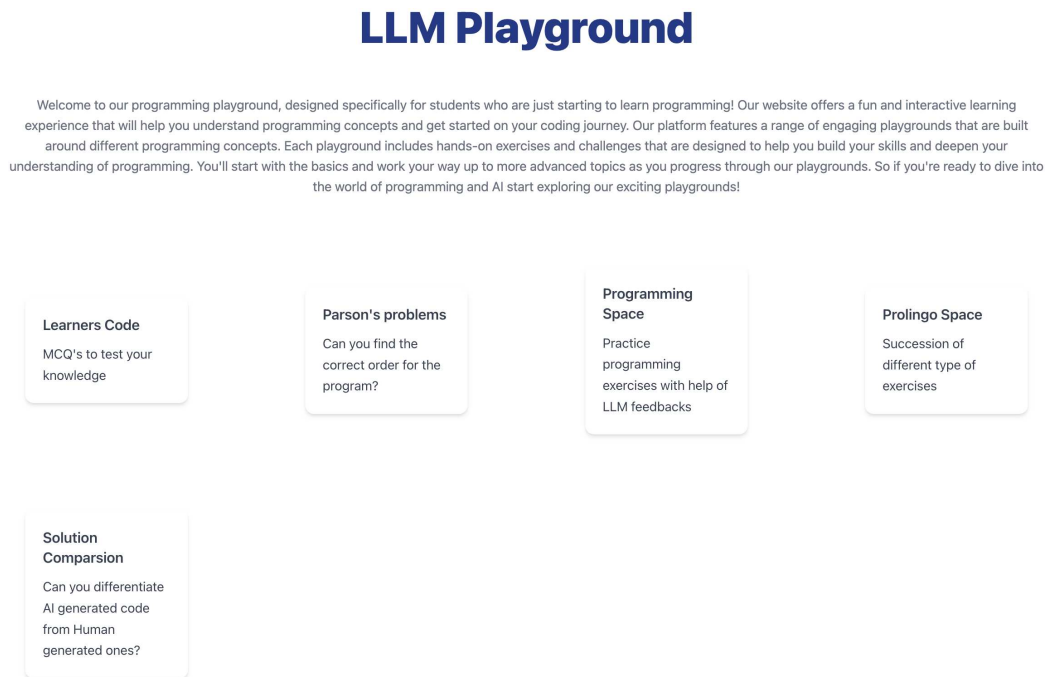 LLM Playground
Welcome to our programming playground, designed specifically for students who are just starting to learn programming! Our website offers a fun and interactive learning
experience that will help you understand programming concepts and get started on your coding journey. Our platform features a range of engaging playgrounds that are built
around different programming concepts. Each playground includes hands-on exercises and challenges that are designed to help you build your skills and deepen your
understanding of programming. You'll start with the basics and work your way up to more advanced topics as you progress through our playgrounds. So if you're ready to dive into
the world of programming and AI start exploring our exciting playgrounds!
Learners Code
MCQ's to test your
knowledge
Parson's problems
Can you find the
correct order for the
program?
Programming
Space
Practice
programming
exercises with help of
LLM feedbacks
Prolingo Space
Succession of
different type of
exercises
Solution
Comparsion
Can you differentiate
AI generated code
from Human
generated ones?